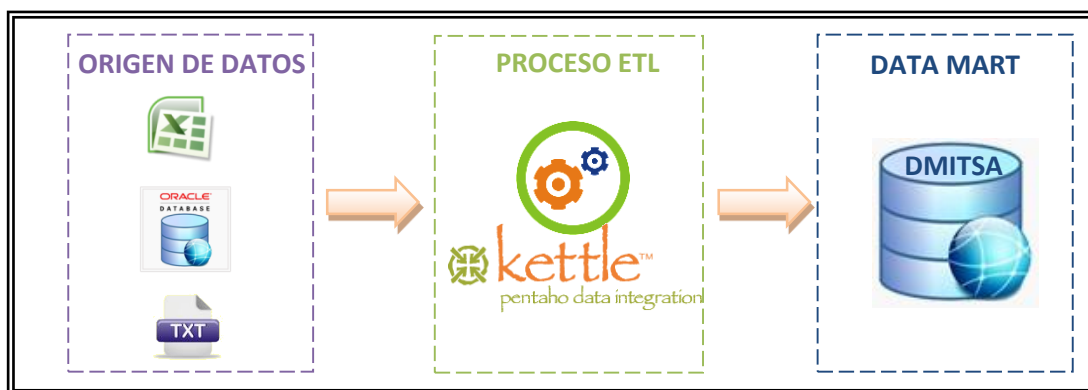 ORIGEN DE DATOS
X
ORACLE
DATABASE
TXT
PROCESO ETL
kettle™
pentaho data integration
DATA MART
DMITSA